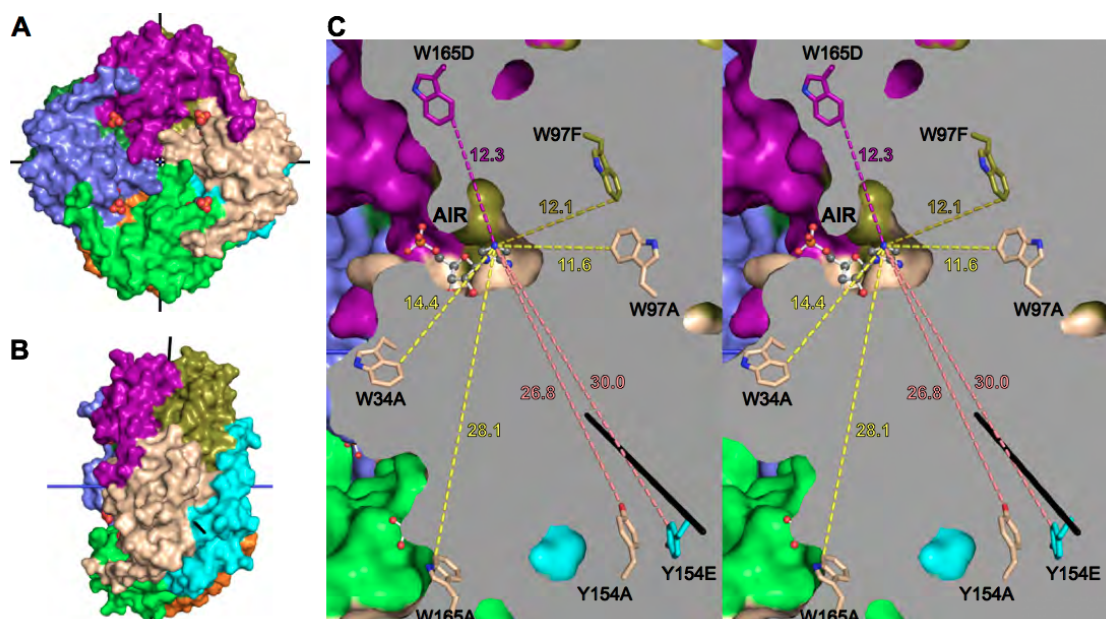 A
B
C
W165D
W97F
12.3
12.1
AIR
11.6
14.4
W97A
W34A
26.8
30.0
28.1
Y154A
Y154E
W165A
W165D
W97F
12.3
12.1
AIR
11.6
14.4
W97A
W34A
26.8
30.0
28.1
Y154A
Y154E
W165A